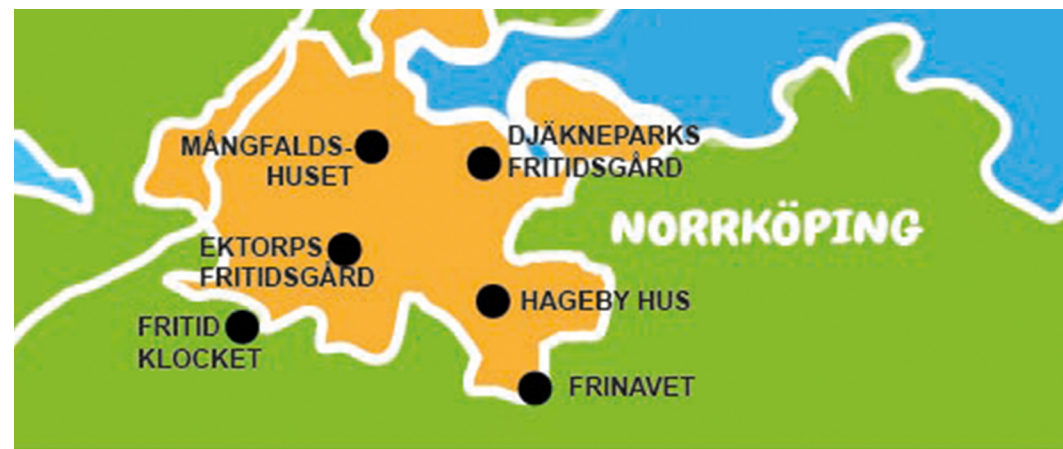 MÅNGFALDS-
HUSET
DJÄKNEPARKS
FRITIDSGÅRD
NORRKÖPING
EKTORPS
FRITIDSGÅRD
HAGEBY HUS
FRITID
KLOCKET
FRINAVET